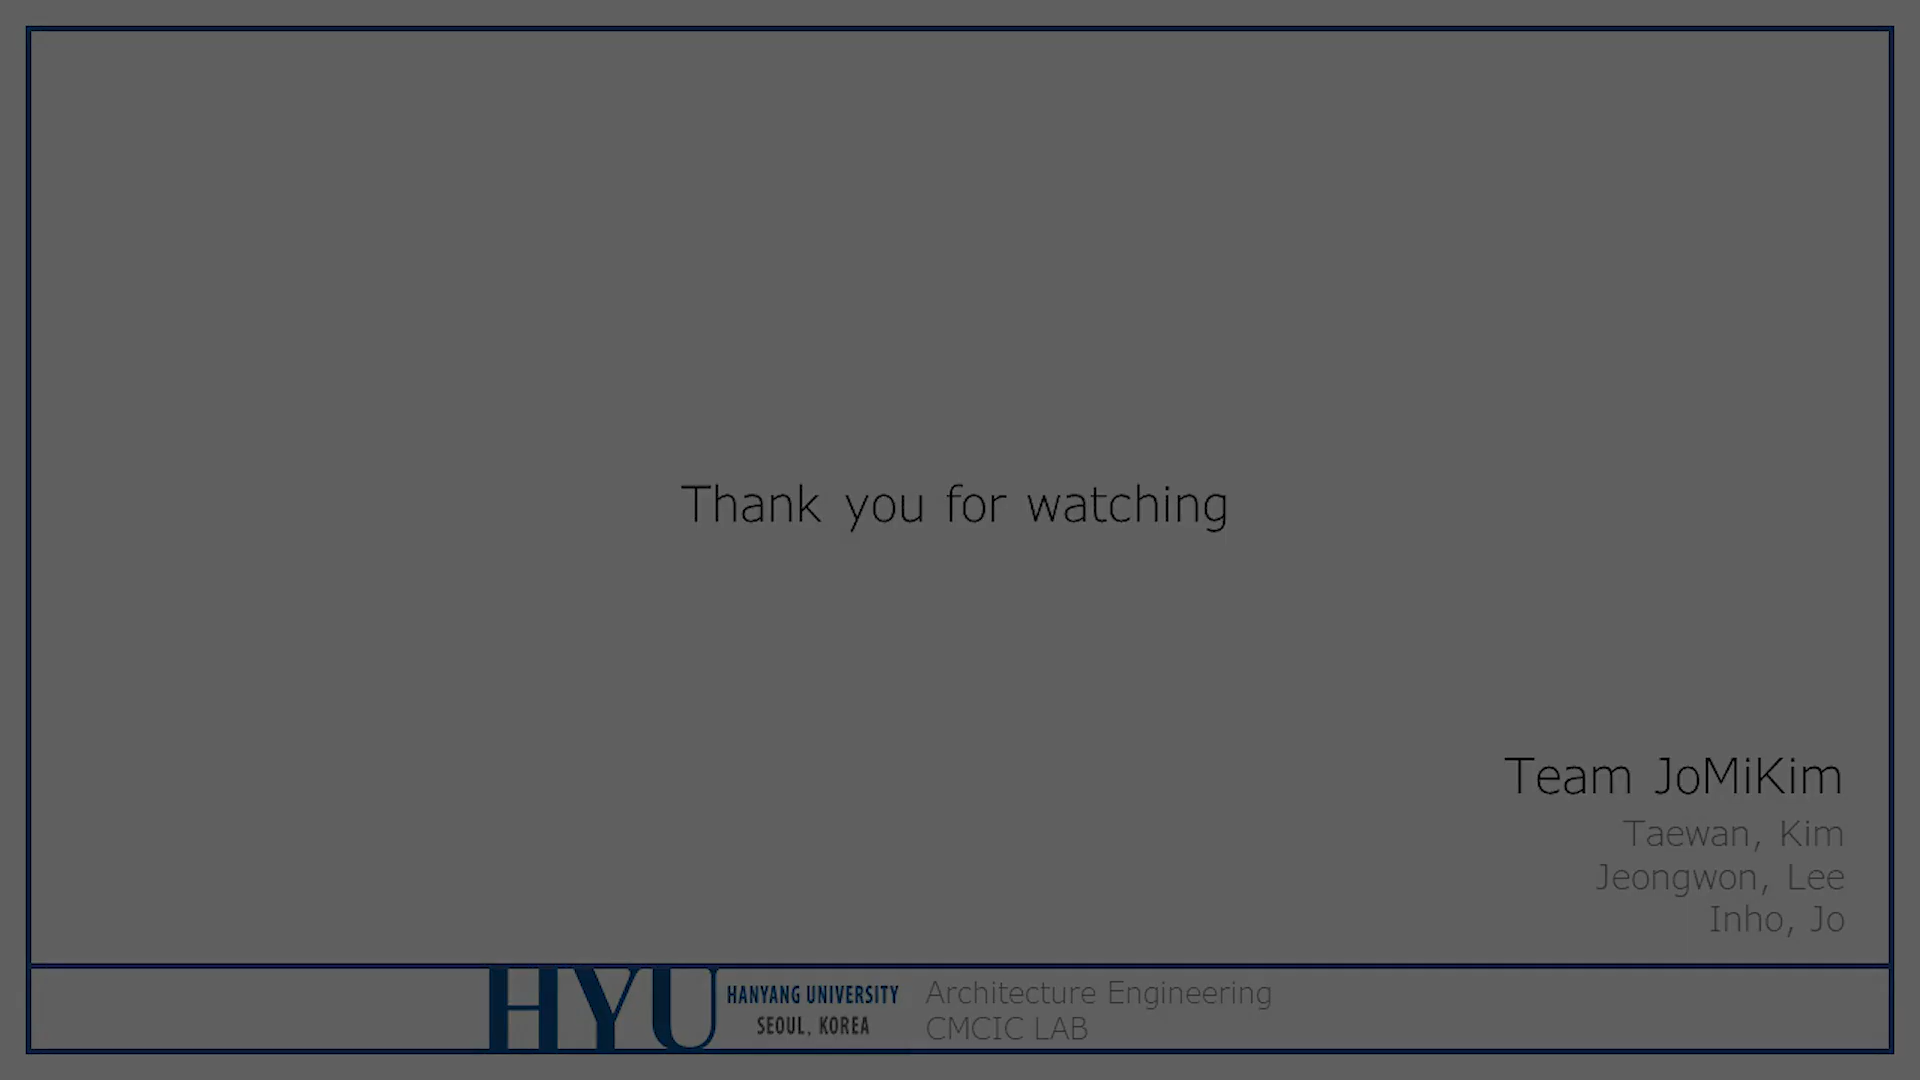 Thank you for watching
Team JoMiKim
Taewan, Kim
Jeongwon, Lee
Inho, Jo
HYU
HANYANG UNIVERSITY
SEOUL, KOREA
Architecture Engineering
CMCIC LAB